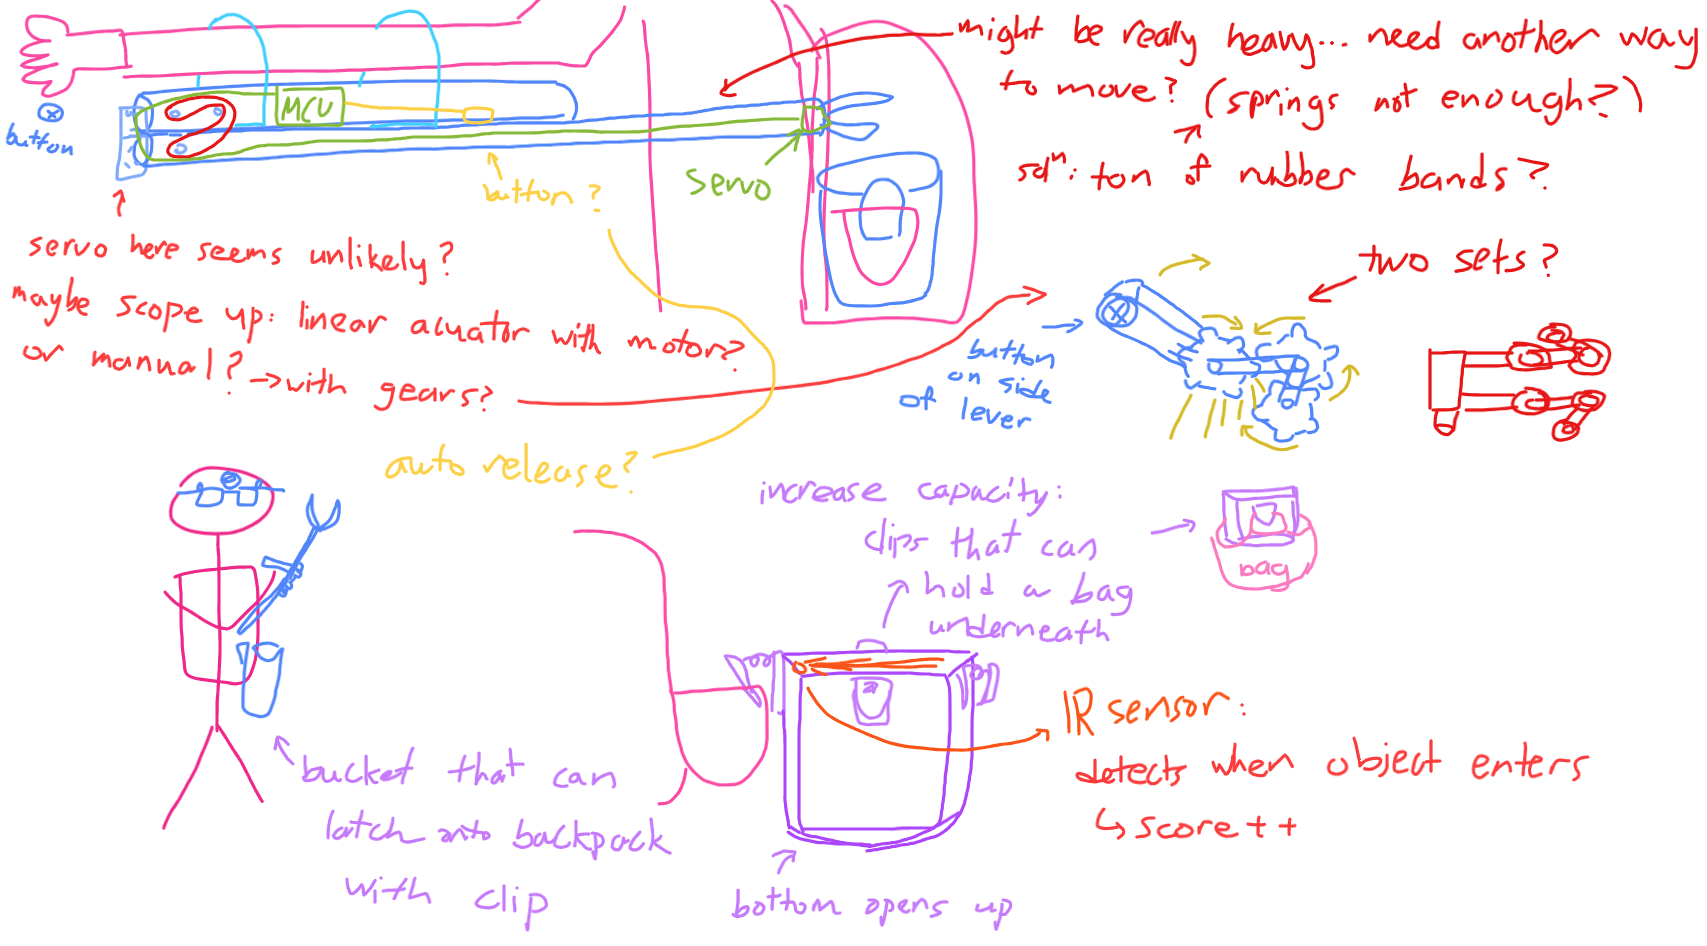 might be really heavy... need another way
to move? (springs not enough?)
sol^n: ton of rubber bands?
MCU
button
button?
servo
servo here seems unlikely?
maybe scope up: linear acuator with motor?
or manual? → with gears?
two sets?
button
on side
of lever
auto release?
increase capacity:
clips that can
hold a bag
underneath
bag
IR sensor:
detects when object enters
↳ score++
bucket that can
latch onto backpack
with clip
bottom opens up